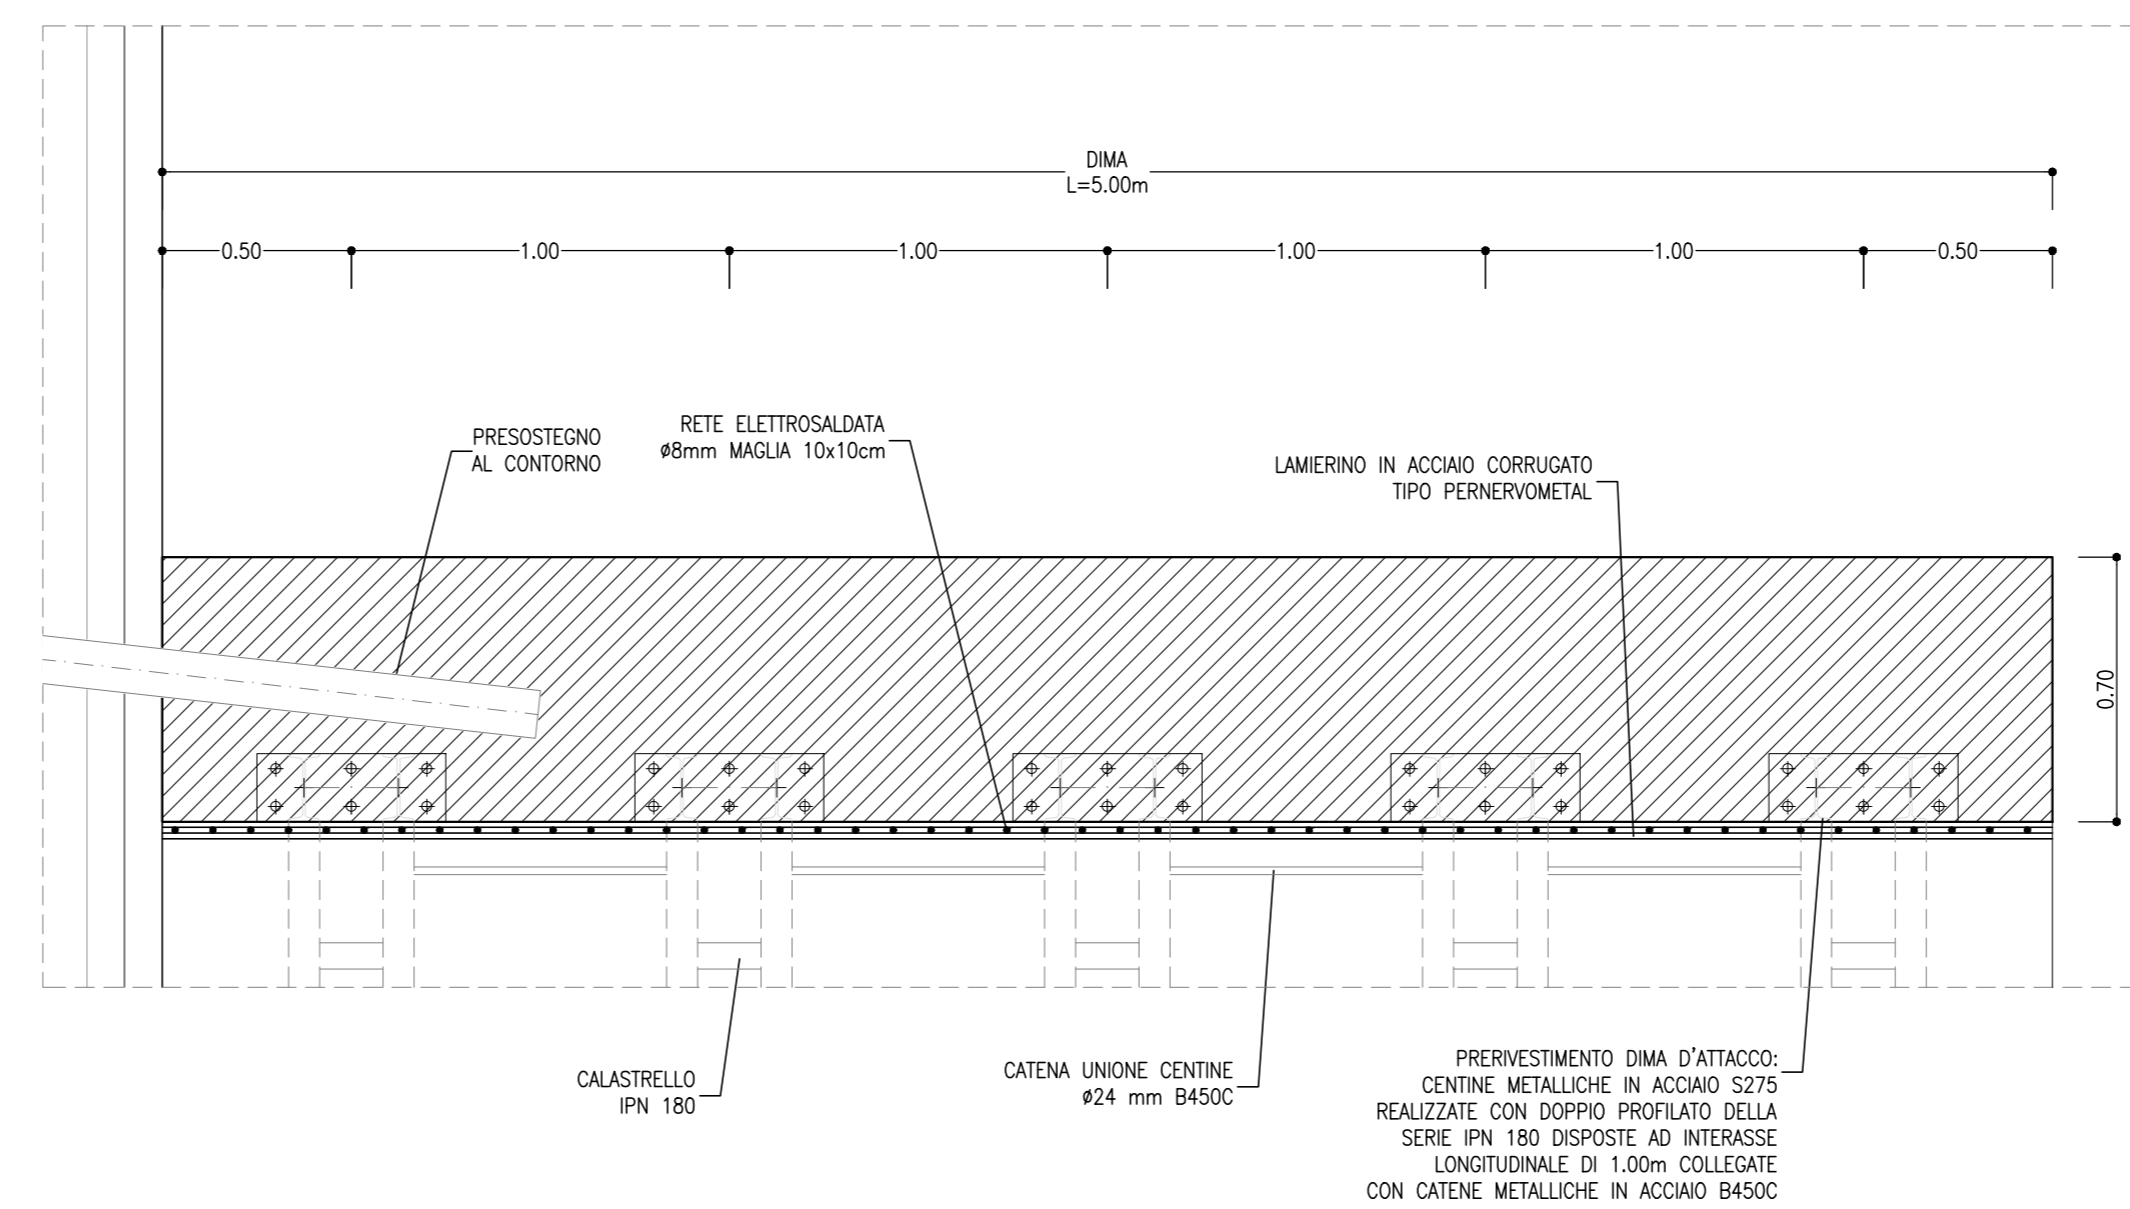 DIMA
L=5.00m
0.50
1.00
1.00
1.00
1.00
0.50
PRESOSTEGNO
AL CONTORNO
RETE ELETTROSALDATA
ø8mm MAGLIA 10x10cm
LAMIERINO IN ACCIAIO CORRUGATO
TIPO PERNERVOMETAL
0.70
CALASTRELLO
IPN 180
CATENA UNIONE CENTINE
ø24 mm B450C
PRERIVESTIMENTO DIMA D'ATTACCO:
CENTINE METALLICHE IN ACCIAIO S275
REALIZZATE CON DOPPIO PROFILATO DELLA
SERIE IPN 180 DISPOSTE AD INTERASSE
LONGITUDINALE DI 1.00m COLLEGATE
CON CATENE METALLICHE IN ACCIAIO B450C